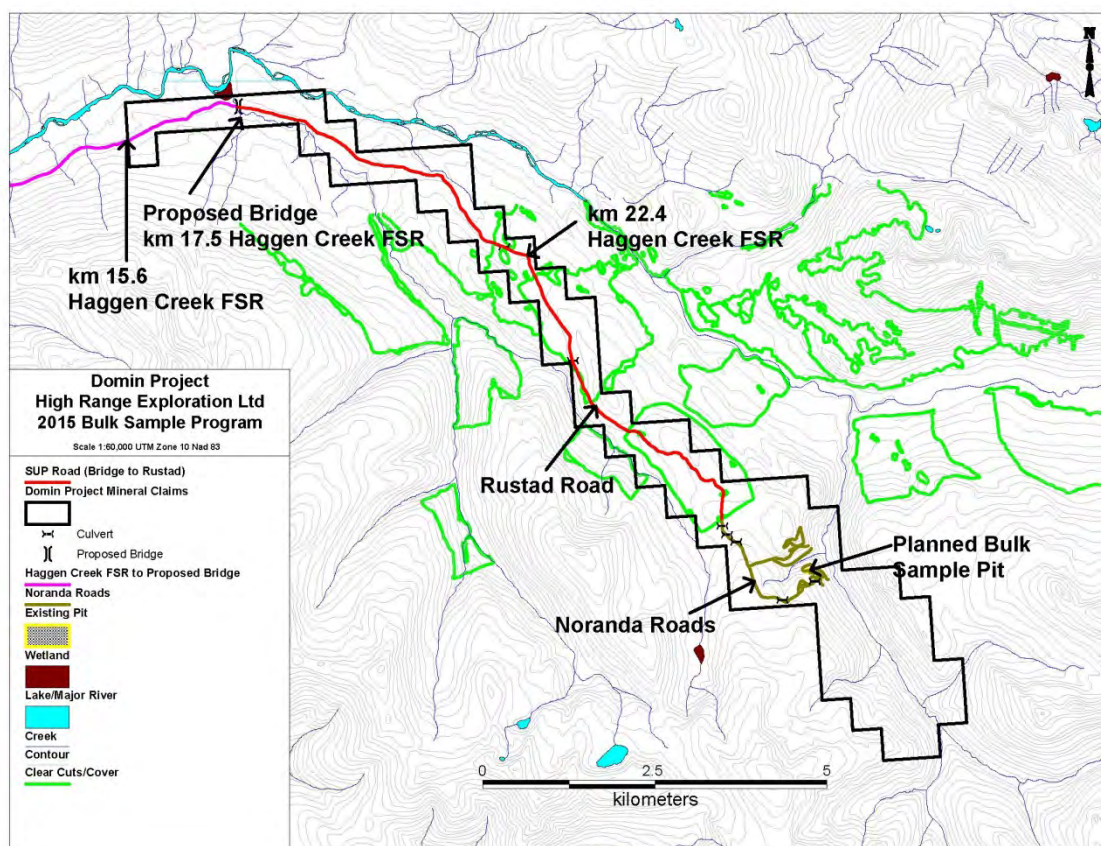 N
Proposed Bridge
km 17.5 Haggen Creek FSR
km 22.4
Haggen Creek FSR
km 15.6
Haggen Creek FSR
Rustad Road
Planned Bulk
Sample Pit
Noranda Roads
Domin Project
High Range Exploration Ltd
2015 Bulk Sample Program
Scale 1:60,000 UTM Zone 10 Nad 83
SUP Road (Bridge to Rustad)
Domin Project Mineral Claims
Culvert
Proposed Bridge
Haggen Creek FSR to Proposed Bridge
Noranda Roads
Existing Pit
Wetland
Lake/Major River
Creek
Contour
Clear Cuts/Cover
0 2.5 5
kilometers